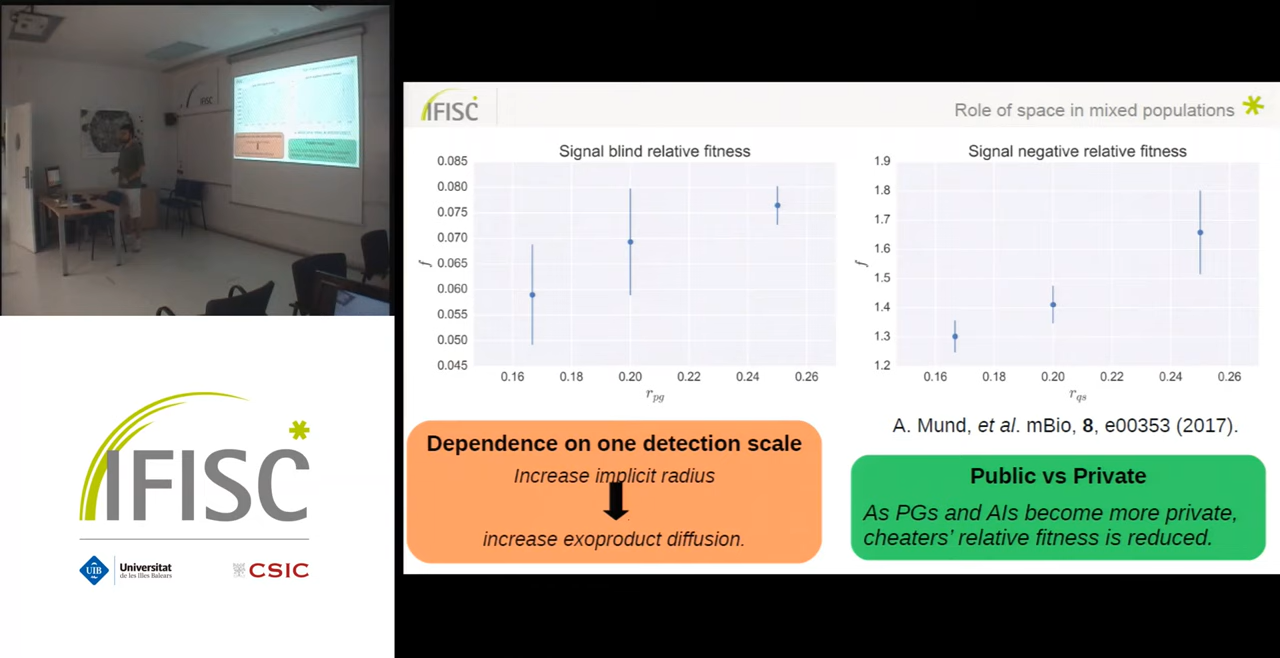 IFISC
Role of space in mixed populations
Signal blind relative fitness
0.085
0.080
0.075
0.070
0.065
0.060
0.055
0.050
0.045
f
0.16 0.18 0.20 0.22 0.24 0.26
r_pg
Signal negative relative fitness
1.9
1.8
1.7
1.6
1.5
1.4
1.3
1.2
f
0.16 0.18 0.20 0.22 0.24 0.26
r_qs
Dependence on one detection scale
Increase implicit radius
increase exoproduct diffusion.
A. Mund, et al. mBio, 8, e00353 (2017).
Public vs Private
As PGs and AIs become more private,
cheaters' relative fitness is reduced.
IFISC
UIB
Universitat
de les Illes Balears
CSIC